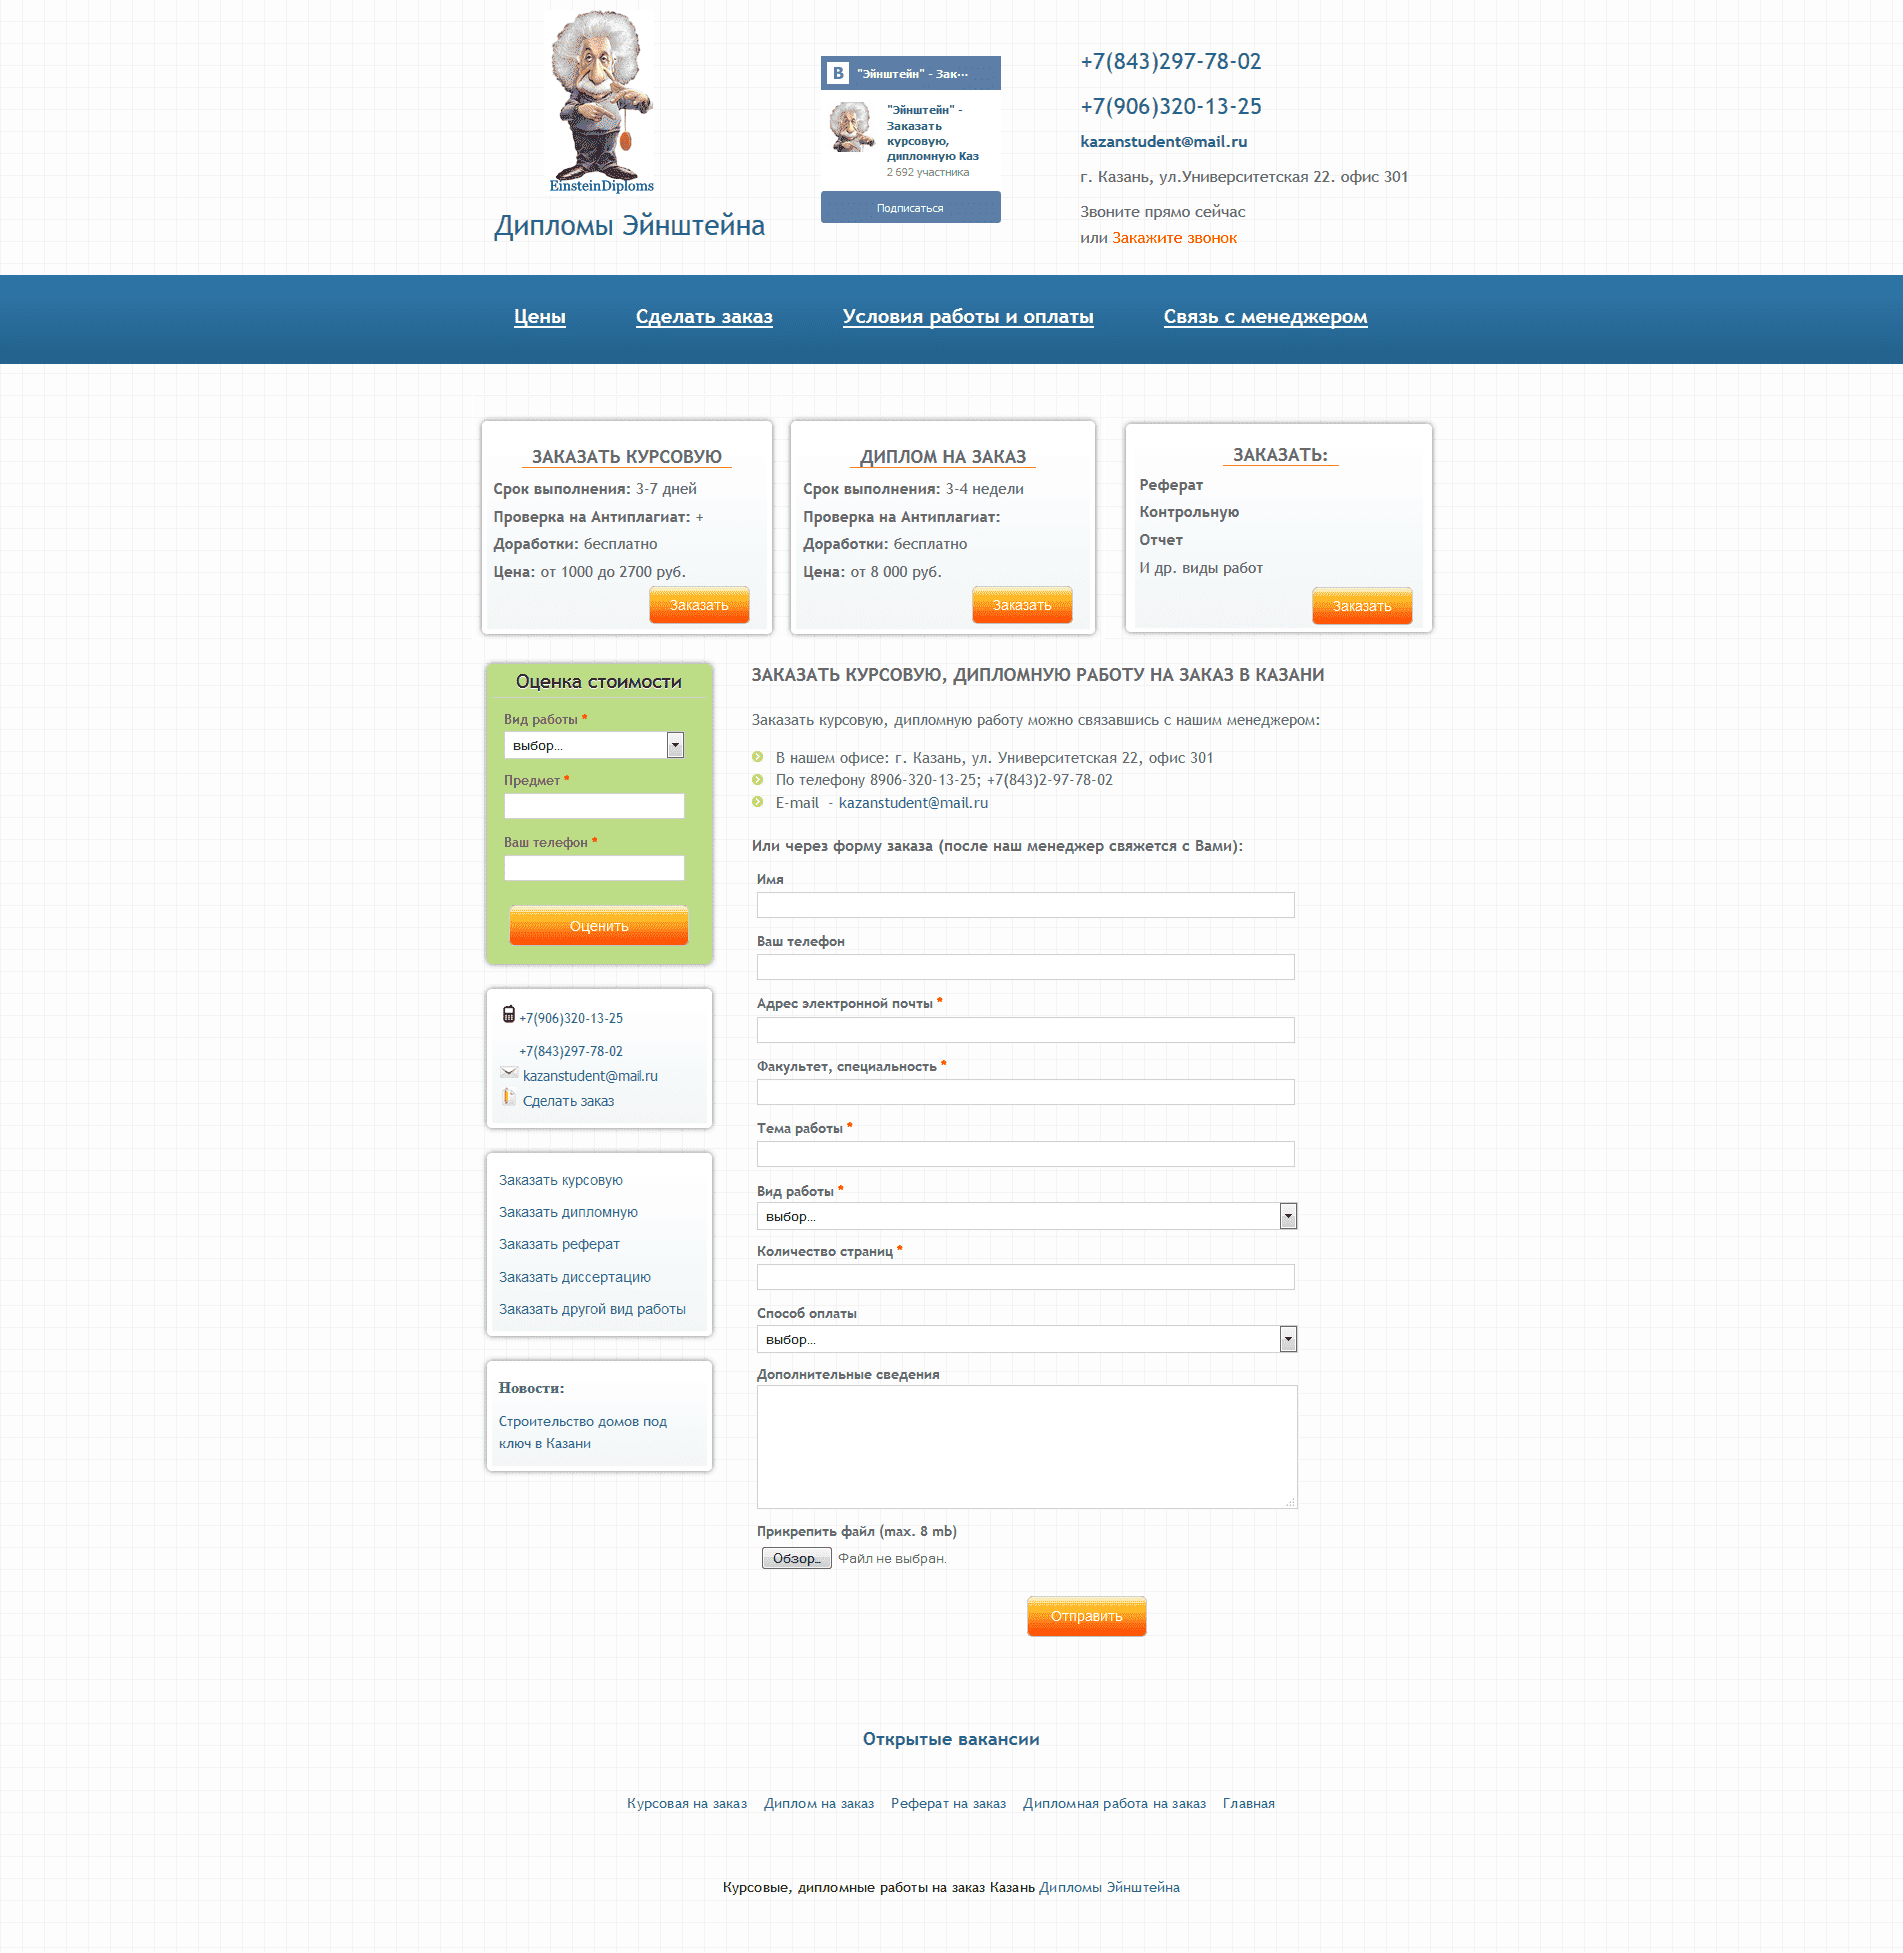 EinsteinDiploms
Дипломы Эйнштейна
В "Эйнштейн" - Зак...
"Эйнштейн" -
Заказать
курсовую,
дипломную Каз
2 692 участника
Подписаться
+7(843)297-78-02
+7(906)320-13-25
kazanstudent@mail.ru
г. Казань, ул.Университетская 22. офис 301
Звоните прямо сейчас
или Закажите звонок
Цены
Сделать заказ
Условия работы и оплаты
Связь с менеджером
ЗАКАЗАТЬ КУРСОВУЮ
Срок выполнения: 3-7 дней
Проверка на Антиплагиат: +
Доработки: бесплатно
Цена: от 1000 до 2700 руб.
Заказать
ДИПЛОМ НА ЗАКАЗ
Срок выполнения: 3-4 недели
Проверка на Антиплагиат:
Доработки: бесплатно
Цена: от 8 000 руб.
Заказать
ЗАКАЗАТЬ:
Реферат
Контрольную
Отчет
И др. виды работ
Заказать
Оценка стоимости
Вид работы *
выбор...
Предмет *
Ваш телефон *
Оценить
+7(906)320-13-25
+7(843)297-78-02
kazanstudent@mail.ru
Сделать заказ
Заказать курсовую
Заказать дипломную
Заказать реферат
Заказать диссертацию
Заказать другой вид работы
Новости:
Строительство домов под
ключ в Казани
ЗАКАЗАТЬ КУРСОВУЮ, ДИПЛОМНУЮ РАБОТУ НА ЗАКАЗ В КАЗАНИ
Заказать курсовую, дипломную работу можно связавшись с нашим менеджером:
В нашем офисе: г. Казань, ул. Университетская 22, офис 301
По телефону 8906-320-13-25; +7(843)2-97-78-02
E-mail - kazanstudent@mail.ru
Или через форму заказа (после наш менеджер свяжется с Вами):
Имя
Ваш телефон
Адрес электронной почты *
Факультет, специальность *
Тема работы *
Вид работы *
выбор...
Количество страниц *
Способ оплаты
выбор...
Дополнительные сведения
Прикрепить файл (max. 8 mb)
Обзор... Файл не выбран.
Отправить
Открытые вакансии
Курсовая на заказ Диплом на заказ Реферат на заказ Дипломная работа на заказ Главная
Курсовые, дипломные работы на заказ Казань Дипломы Эйнштейна